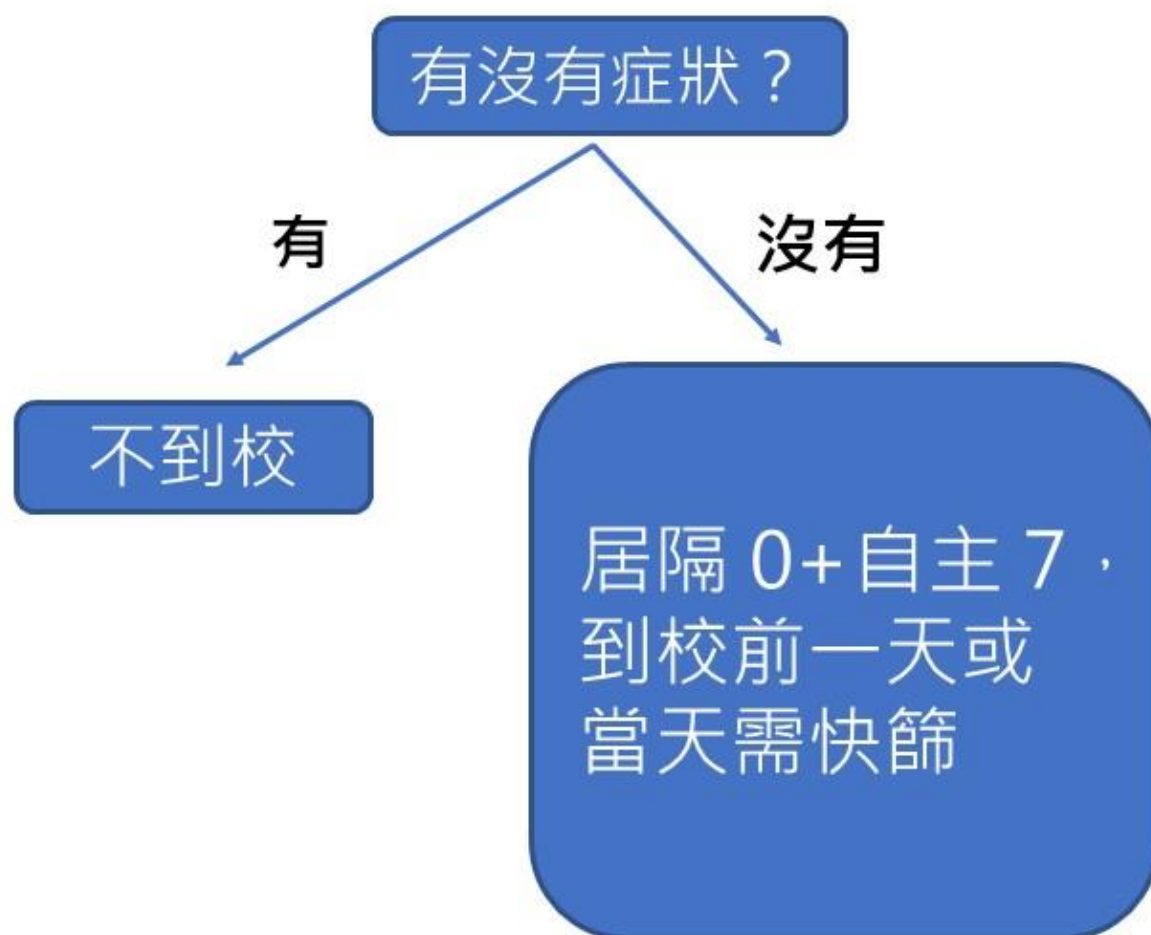 有沒有症狀？
有
沒有
不到校
居隔 0+自主 7，
到校前一天或
當天需快篩